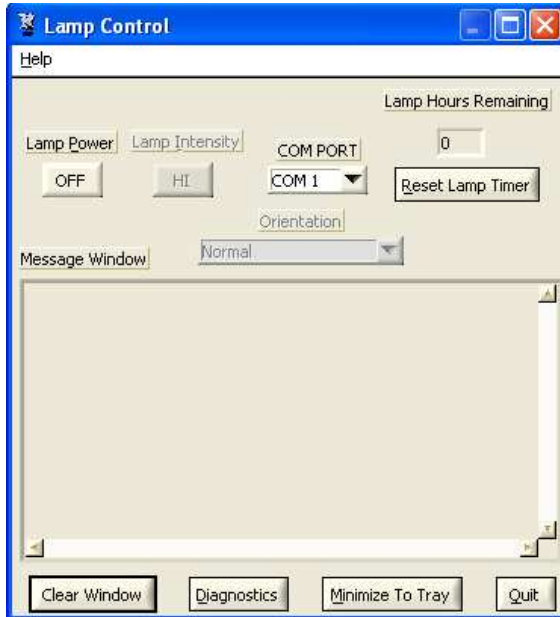 Lamp Control
Help
Lamp Hours Remaining
Lamp Power Lamp Intensity COM PORT 0
OFF HI COM 1 Reset Lamp Timer
Orientation
Message Window Normal
Clear Window Diagnostics Minimize To Tray Quit